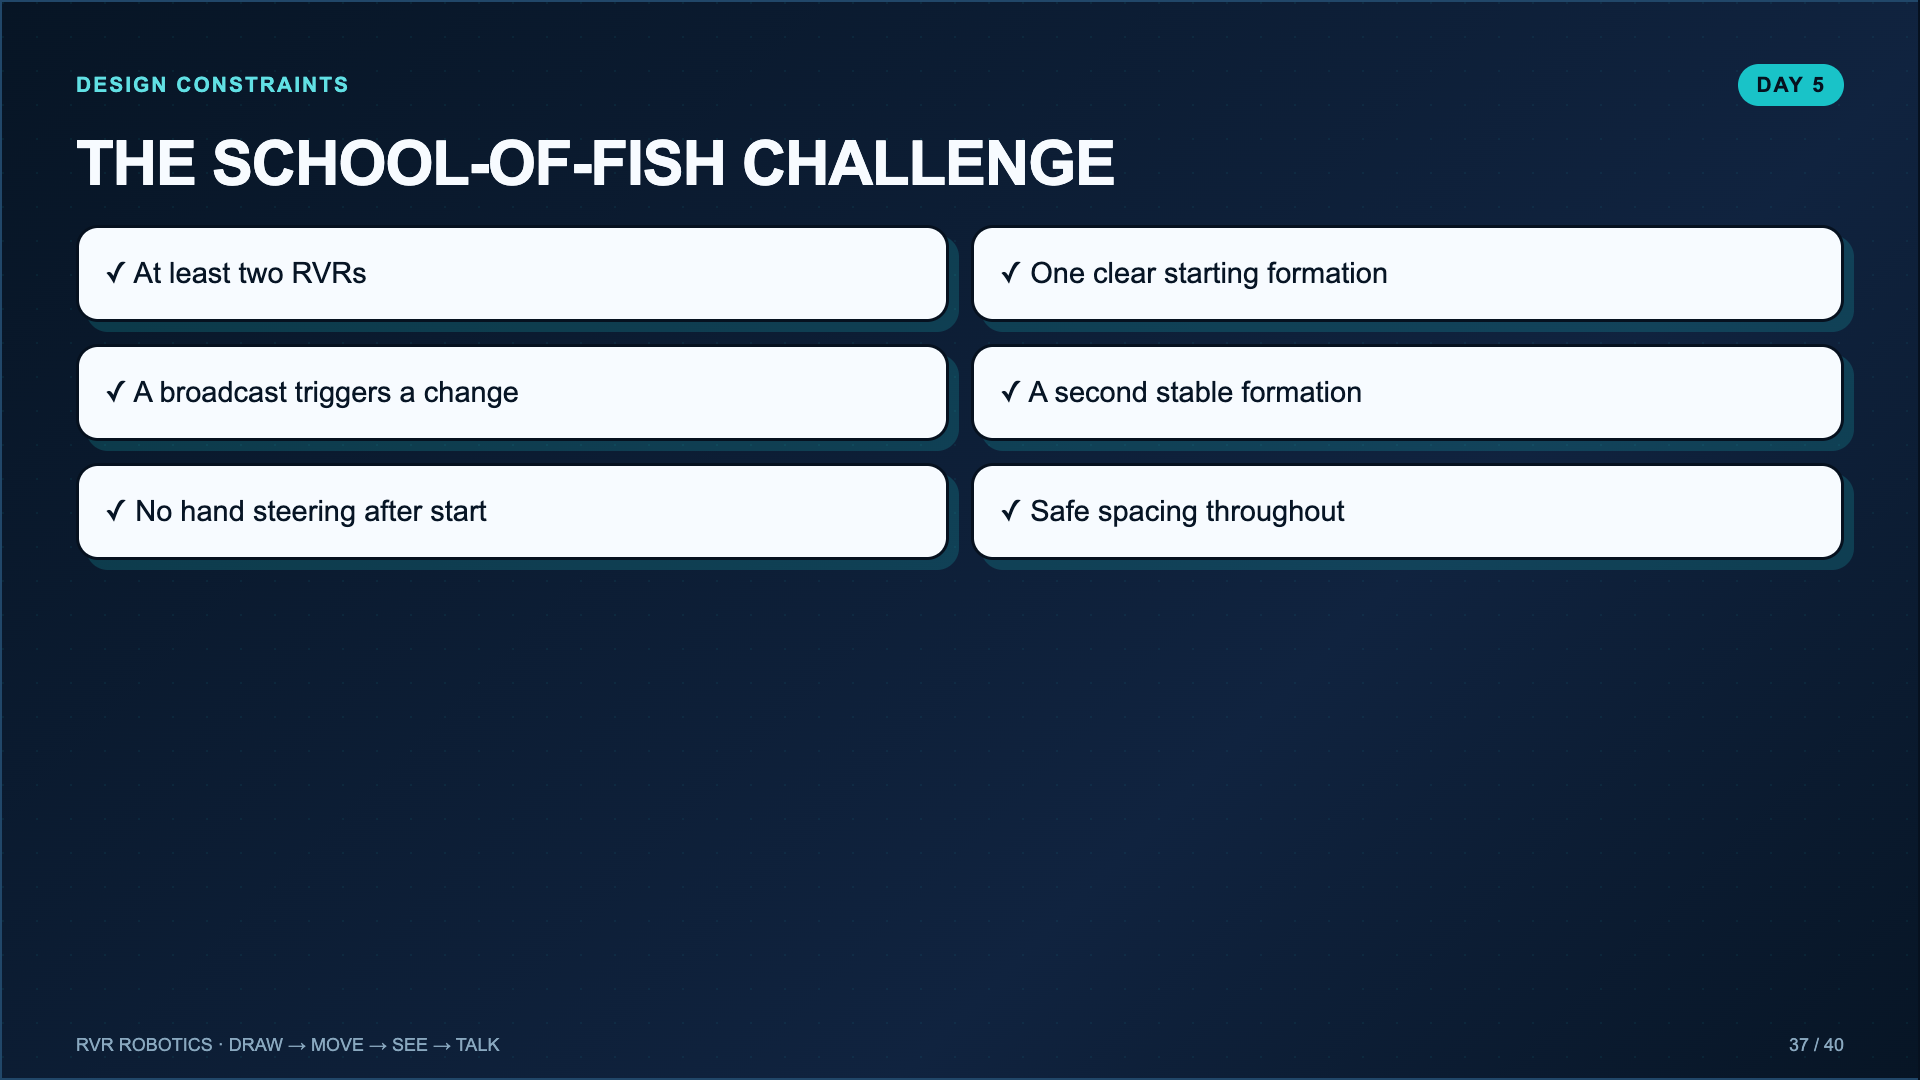 DESIGN CONSTRAINTS
DAY 5
THE SCHOOL-OF-FISH CHALLENGE
✓ At least two RVRs
✓ One clear starting formation
✓ A broadcast triggers a change
✓ A second stable formation
✓ No hand steering after start
✓ Safe spacing throughout
RVR ROBOTICS · DRAW → MOVE → SEE → TALK
37 / 40